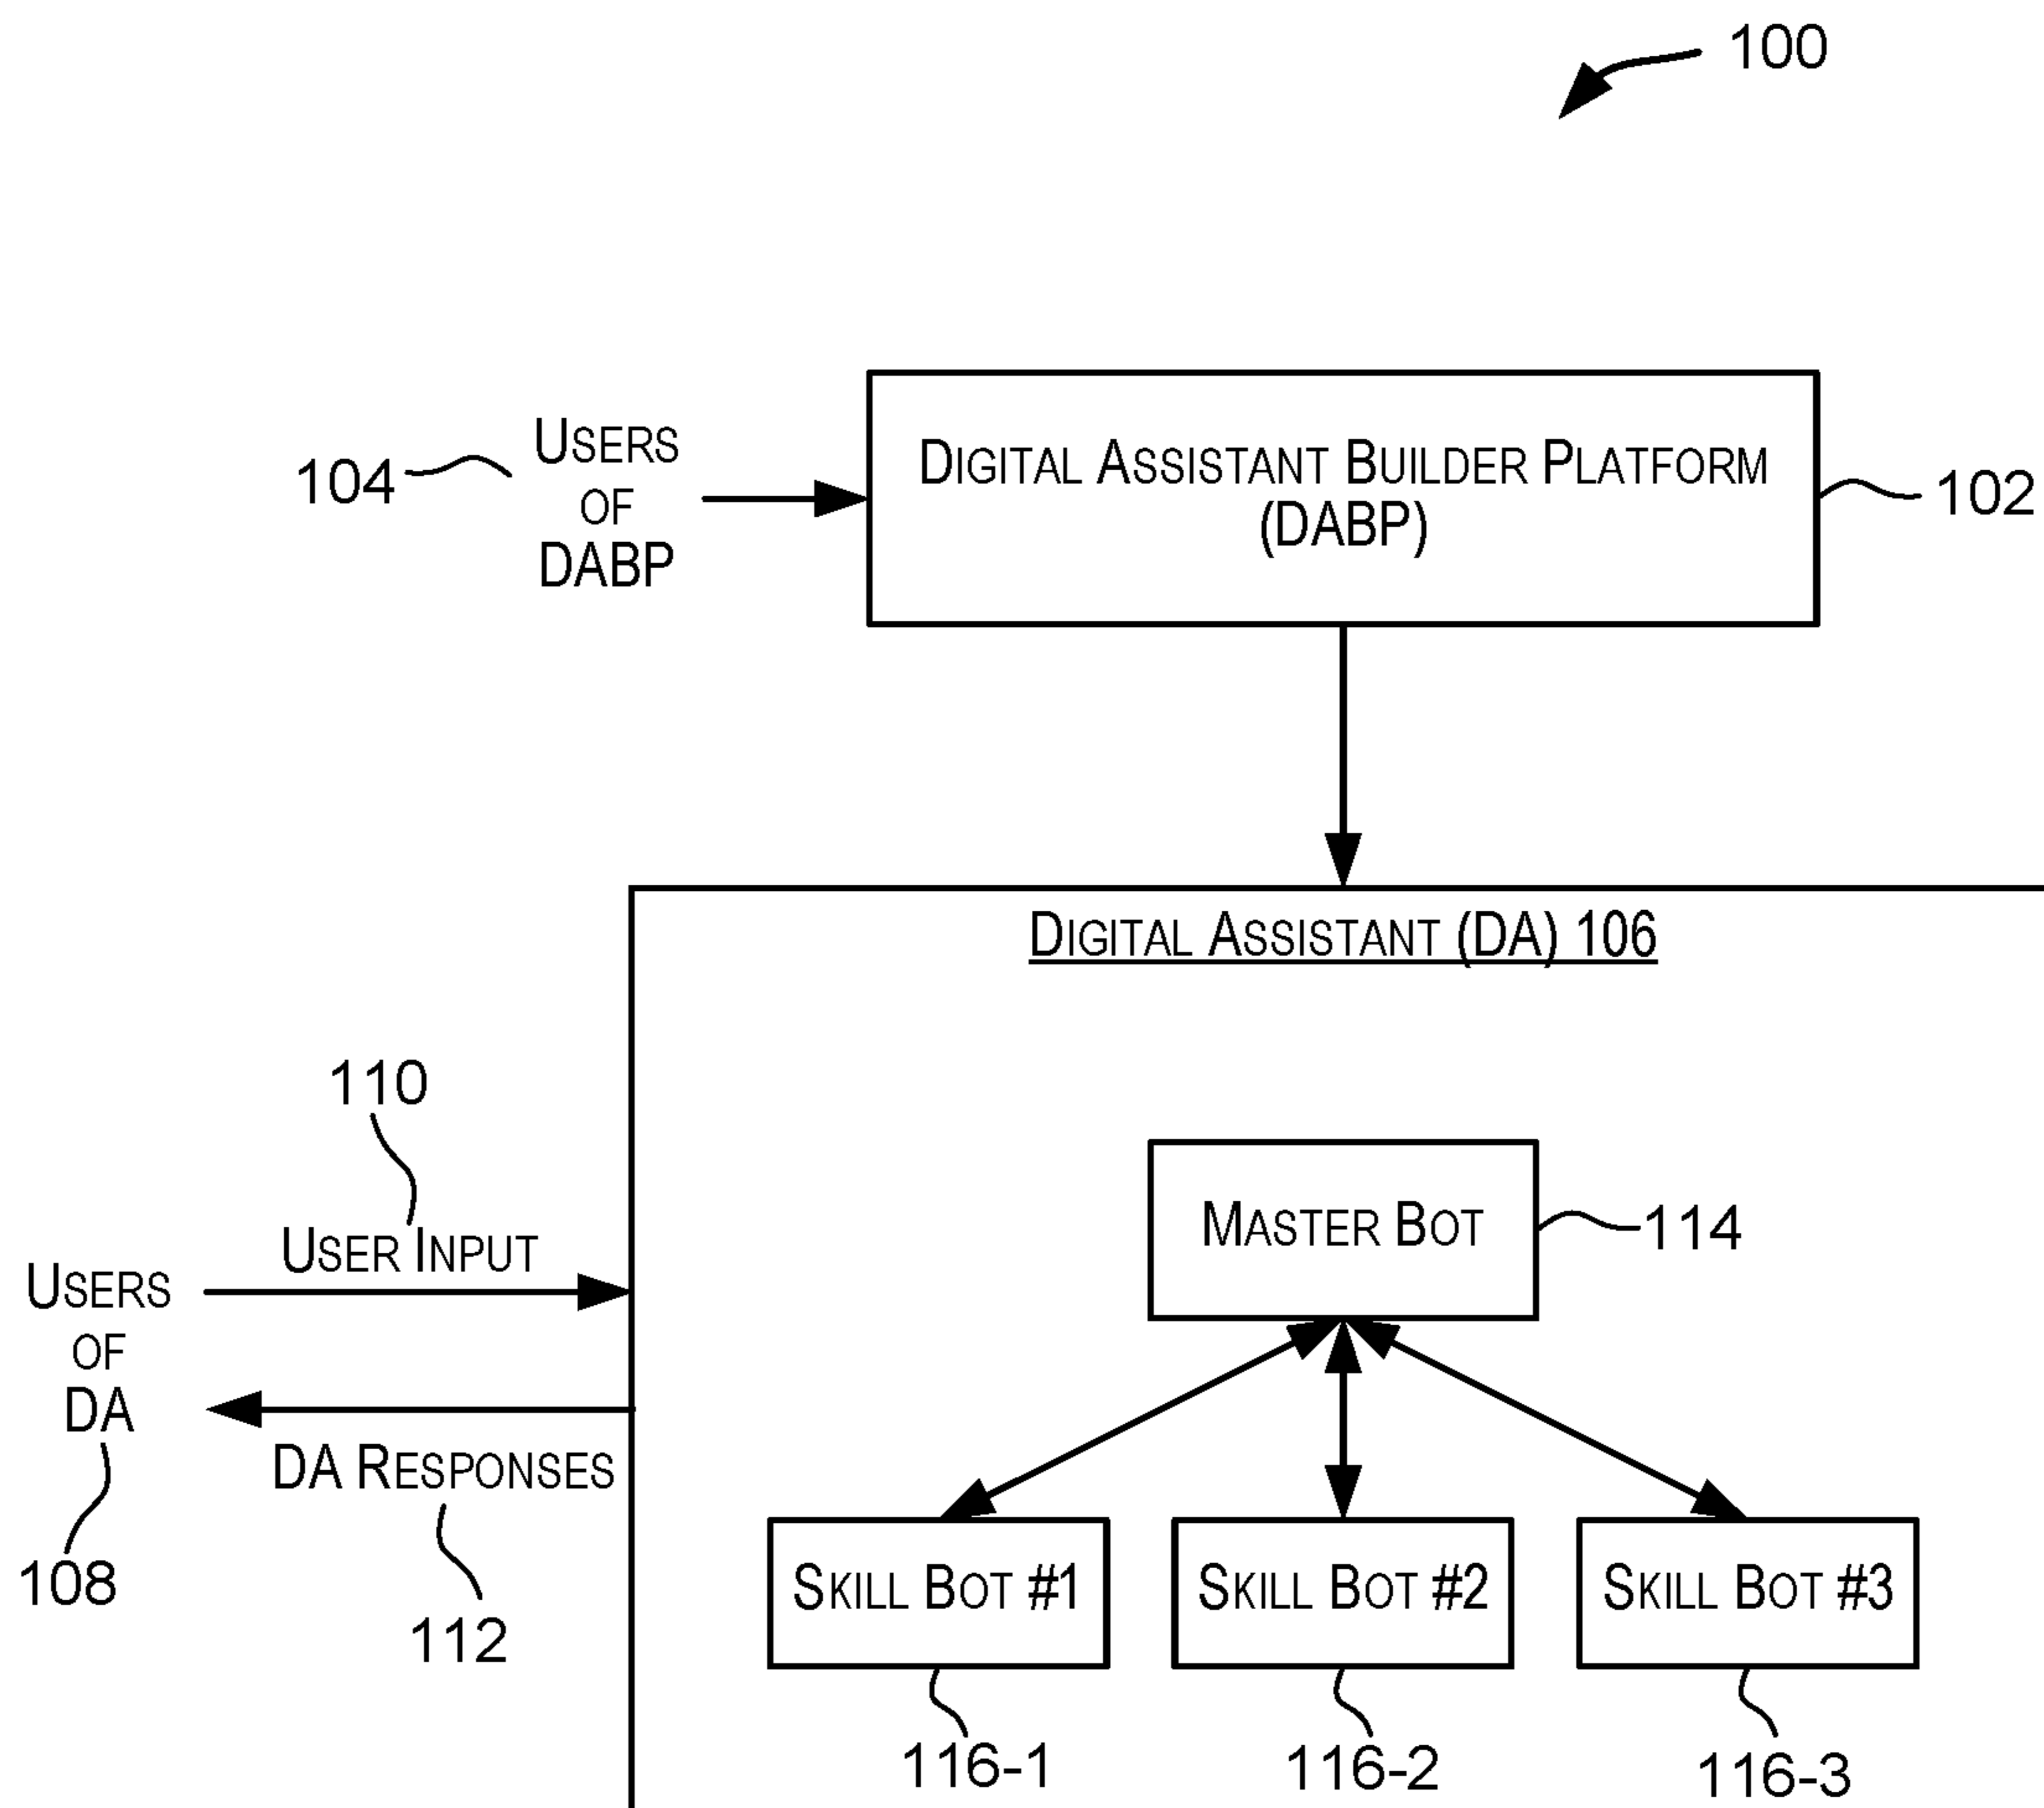 100
Users
of
DABP
104
Digital Assistant Builder Platform
(DABP)
102
Digital Assistant (DA) 106
110
User Input
Users
of
DA
108
DA Responses
112
Master Bot
114
Skill Bot #1
Skill Bot #2
Skill Bot #3
116-1
116-2
116-3